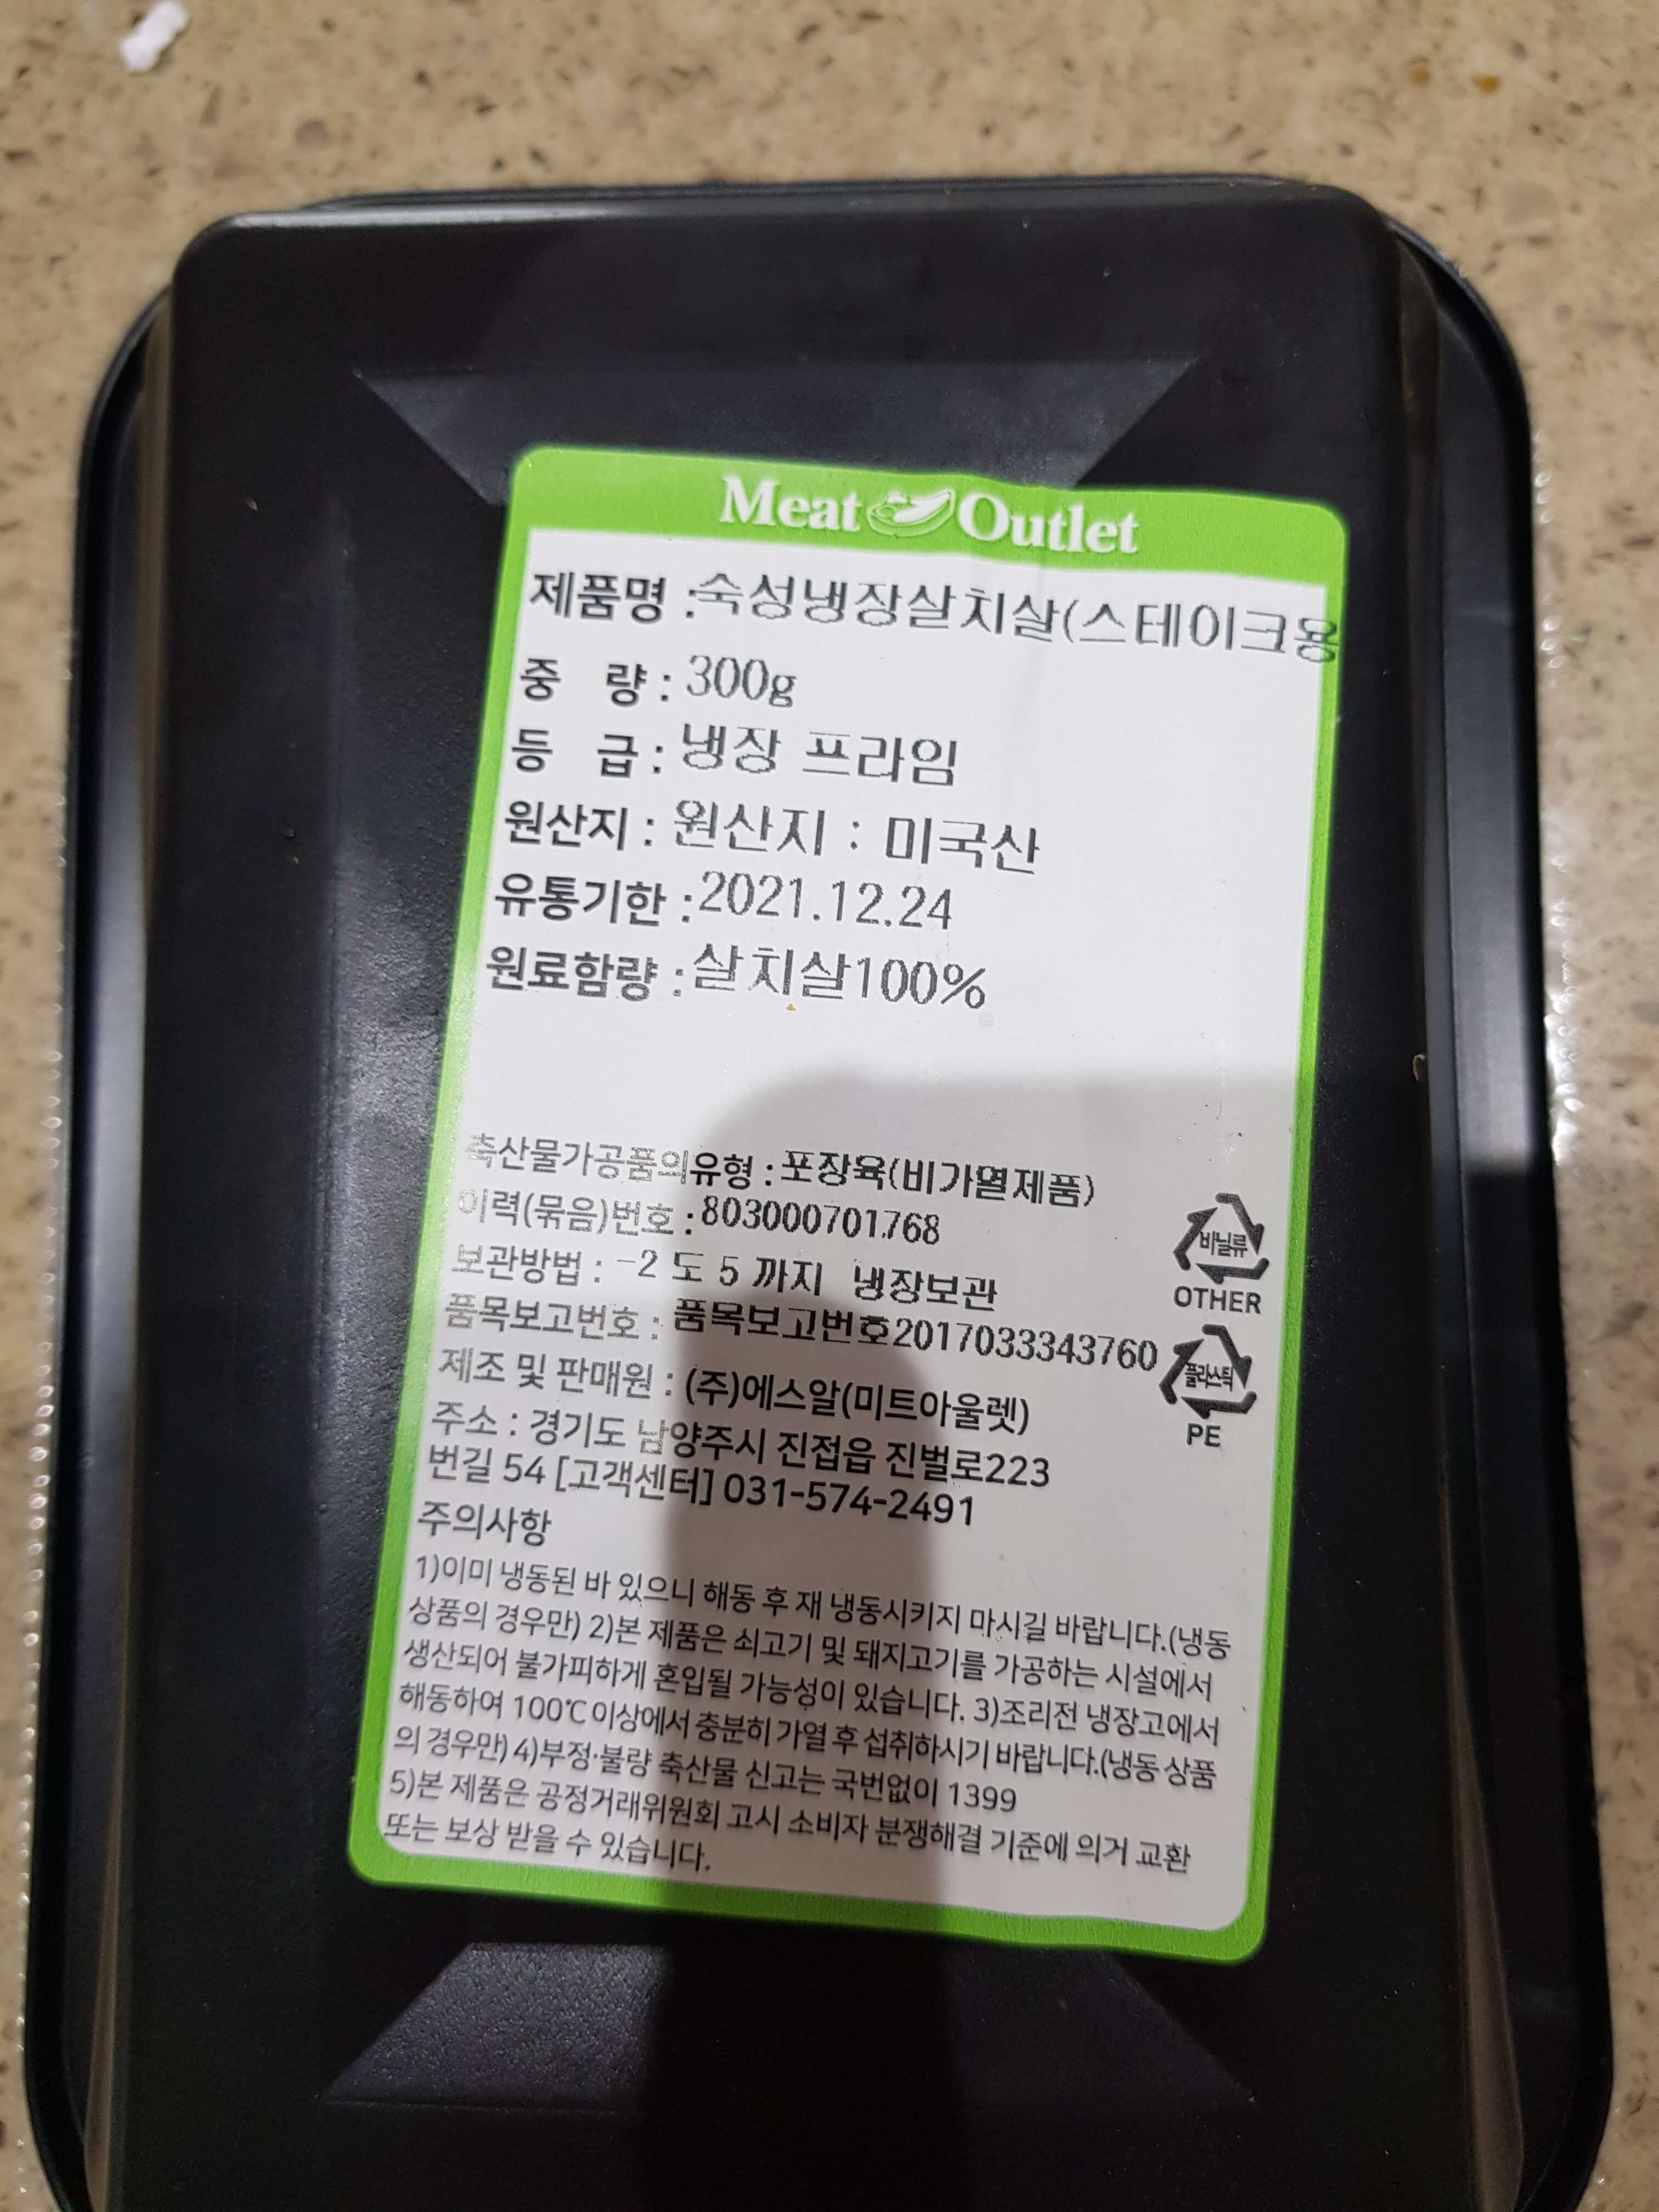 Meat Outlet
제품명 :숙성냉장살치살(스테이크용
중 량 : 300g
등 급 : 냉장 프라임
원산지 : 원산지 : 미국산
유통기한 :2021.12.24
원료함량 :살치살100%
축산물가공품의유형 : 포장육(비가열제품)
이력(묶음)번호 :803000701768
보관방법 : -2 도 5 까지 냉장보관
품목보고번호 : 품목보고번호2017033343760
제조 및 판매원 : (주)에스알(미트아울렛)
주소 : 경기도 남양주시 진접읍 진벌로223
번길 54 [고객센터] 031-574-2491
바닐류
OTHER
플라스틱
PE
주의사항
1)이미 냉동된 바 있으니 해동 후 재 냉동시키지 마시길 바랍니다.(냉동
상품의 경우만) 2)본 제품은 쇠고기 및 돼지고기를 가공하는 시설에서
생산되어 불가피하게 혼입될 가능성이 있습니다. 3)조리전 냉장고에서
해동하여 100℃ 이상에서 충분히 가열 후 섭취하시기 바랍니다.(냉동 상품
의 경우만) 4)부정·불량 축산물 신고는 국번없이 1399
5)본 제품은 공정거래위원회 고시 소비자 분쟁해결 기준에 의거 교환
또는 보상 받을 수 있습니다.